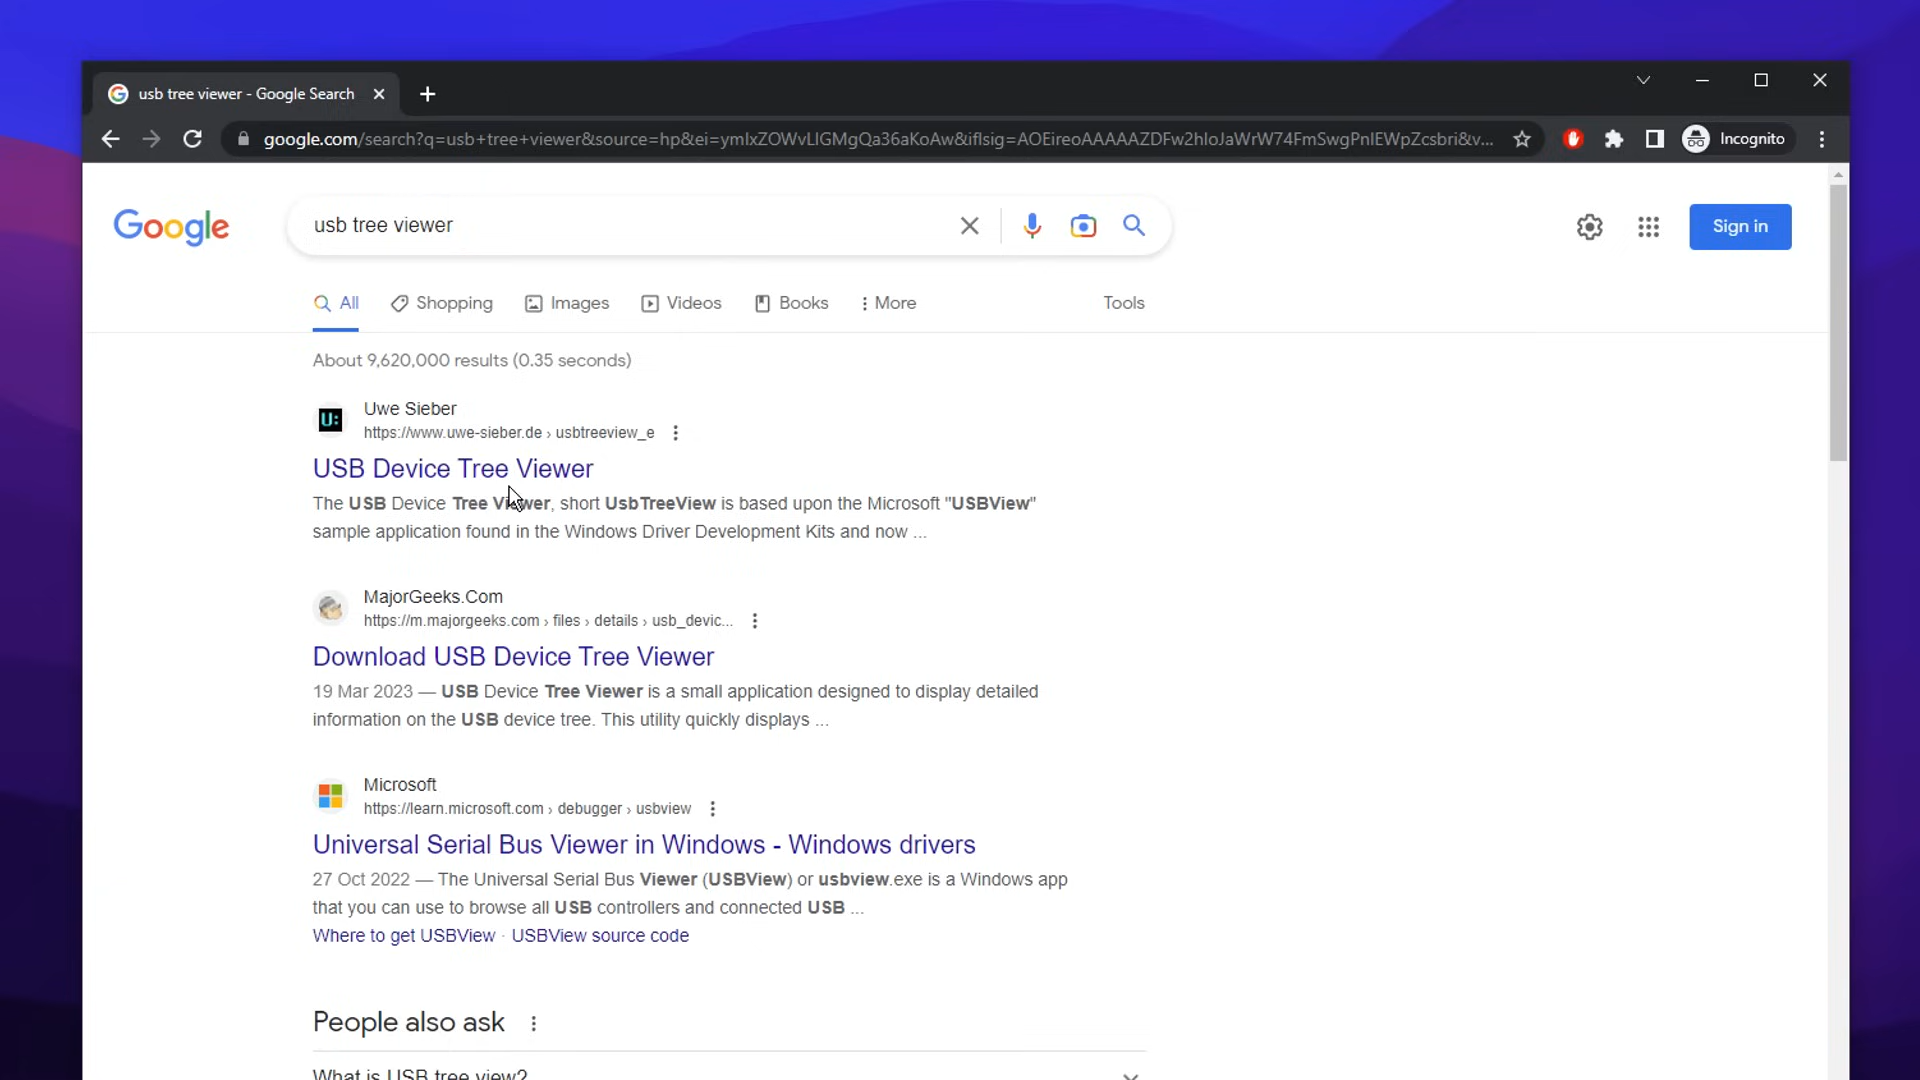 usb tree viewer - Google Search
google.com/search?q=usb+tree+viewer&source=hp&ei=ymlxZOWvLlGMgQa36aKoAw&iflsig=AOEireoAAAAAZDFw2hloJaWrW74FmSwgPnlEWpZcsbri&v...
Incognito
Google
usb tree viewer
Sign in
All
Shopping
Images
Videos
Books
More
Tools
About 9,620,000 results (0.35 seconds)
U:
Uwe Sieber
https://www.uwe-sieber.de › usbtreeview_e
USB Device Tree Viewer
The USB Device Tree Viewer, short UsbTreeView is based upon the Microsoft "USBView"
sample application found in the Windows Driver Development Kits and now ...
MajorGeeks.Com
https://m.majorgeeks.com › files › details › usb_devic...
Download USB Device Tree Viewer
19 Mar 2023 — USB Device Tree Viewer is a small application designed to display detailed
information on the USB device tree. This utility quickly displays ...
Microsoft
https://learn.microsoft.com › debugger › usbview
Universal Serial Bus Viewer in Windows - Windows drivers
27 Oct 2022 — The Universal Serial Bus Viewer (USBView) or usbview.exe is a Windows app
that you can use to browse all USB controllers and connected USB ...
Where to get USBView · USBView source code
People also ask
What is USB tree view?